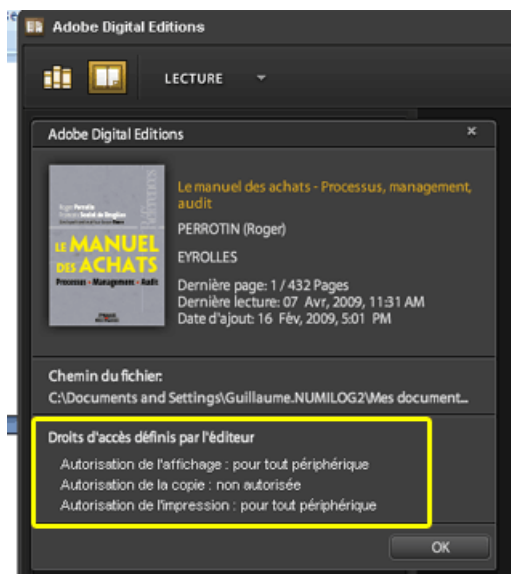 Adobe Digital Editions
LECTURE
Adobe Digital Editions
Le manuel des achats - Processus, management,
audit
PERROTIN (Roger)
EYROLLES
Dernière page: 1 / 432 Pages
Dernière lecture: 07 Avr, 2009, 11:31 AM
Date d'ajout: 16 Fév, 2009, 5:01 PM
Roger Perrotin
LE MANUEL
DES ACHATS
Processus • Management • Audit
Chemin du fichier:
C:\Documents and Settings\Guillaume.NUMILOG2\Mes document...
Droits d'accès définis par l'éditeur
Autorisation de l'affichage : pour tout périphérique
Autorisation de la copie : non autorisée
Autorisation de l'impression : pour tout périphérique
OK